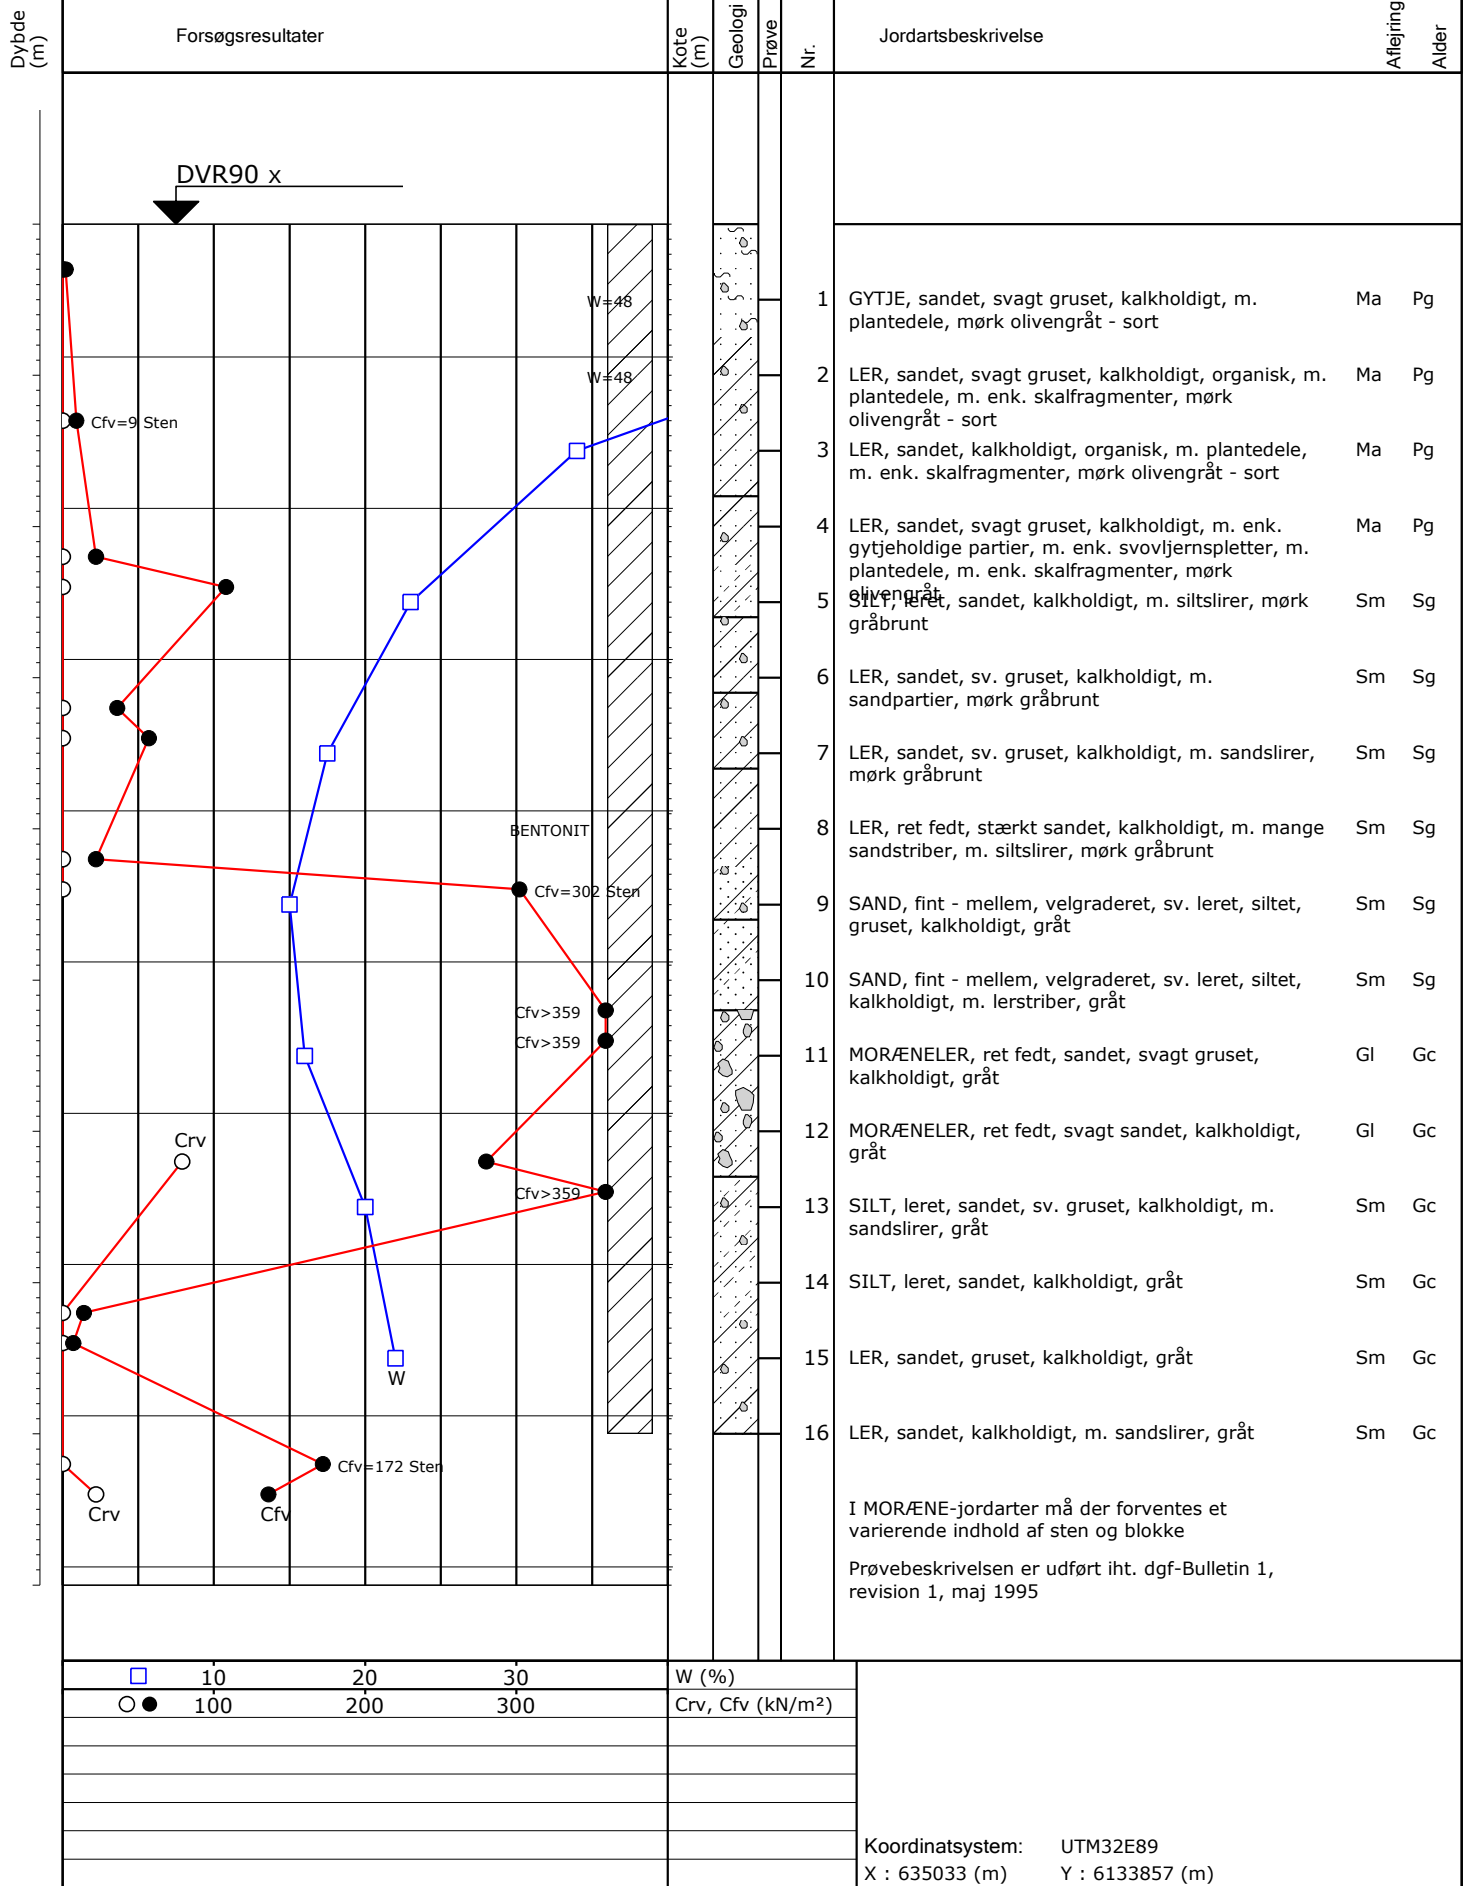 Dybde
(m)
Forsøgsresultater
Kote
(m)
Geologi
Prøve
Nr.
Jordartsbeskrivelse
Aflejring
Alder
DVR90 x
W=48
1 GYTJE, sandet, svagt gruset, kalkholdigt, m. Ma Pg
plantedele, mørk olivengråt - sort
W=48
2 LER, sandet, svagt gruset, kalkholdigt, organisk, m. Ma Pg
plantedele, m. enk. skalfragmenter, mørk
olivengråt - sort
Cfv=9 Sten
3 LER, sandet, kalkholdigt, organisk, m. plantedele, Ma Pg
m. enk. skalfragmenter, mørk olivengråt - sort
4 LER, sandet, svagt gruset, kalkholdigt, m. enk. Ma Pg
gytjeholdige partier, m. enk. svovljernspletter, m.
plantedele, m. enk. skalfragmenter, mørk
olivengråt
5 SILT, leret, sandet, kalkholdigt, m. siltslirer, mørk Sm Sg
gråbrunt
6 LER, sandet, sv. gruset, kalkholdigt, m. Sm Sg
sandpartier, mørk gråbrunt
7 LER, sandet, sv. gruset, kalkholdigt, m. sandslirer, Sm Sg
mørk gråbrunt
BENTONIT
8 LER, ret fedt, stærkt sandet, kalkholdigt, m. mange Sm Sg
sandstriber, m. siltslirer, mørk gråbrunt
Cfv=302 Sten
9 SAND, fint - mellem, velgraderet, sv. leret, siltet, Sm Sg
gruset, kalkholdigt, gråt
10 SAND, fint - mellem, velgraderet, sv. leret, siltet, Sm Sg
kalkholdigt, m. lerstriber, gråt
Cfv>359
Cfv>359
11 MORÆNELER, ret fedt, sandet, svagt gruset, Gl Gc
kalkholdigt, gråt
Crv
12 MORÆNELER, ret fedt, svagt sandet, kalkholdigt, Gl Gc
gråt
Cfv>359
13 SILT, leret, sandet, sv. gruset, kalkholdigt, m. Sm Gc
sandslirer, gråt
14 SILT, leret, sandet, kalkholdigt, gråt Sm Gc
15 LER, sandet, gruset, kalkholdigt, gråt Sm Gc
W
16 LER, sandet, kalkholdigt, m. sandslirer, gråt Sm Gc
Cfv=172 Sten
Crv
Cfv
I MORÆNE-jordarter må der forventes et
varierende indhold af sten og blokke
Prøvebeskrivelsen er udført iht. dgf-Bulletin 1,
revision 1, maj 1995
10 20 30 W (%)
100 200 300 Crv, Cfv (kN/m²)
Koordinatsystem: UTM32E89
X : 635033 (m) Y : 6133857 (m)